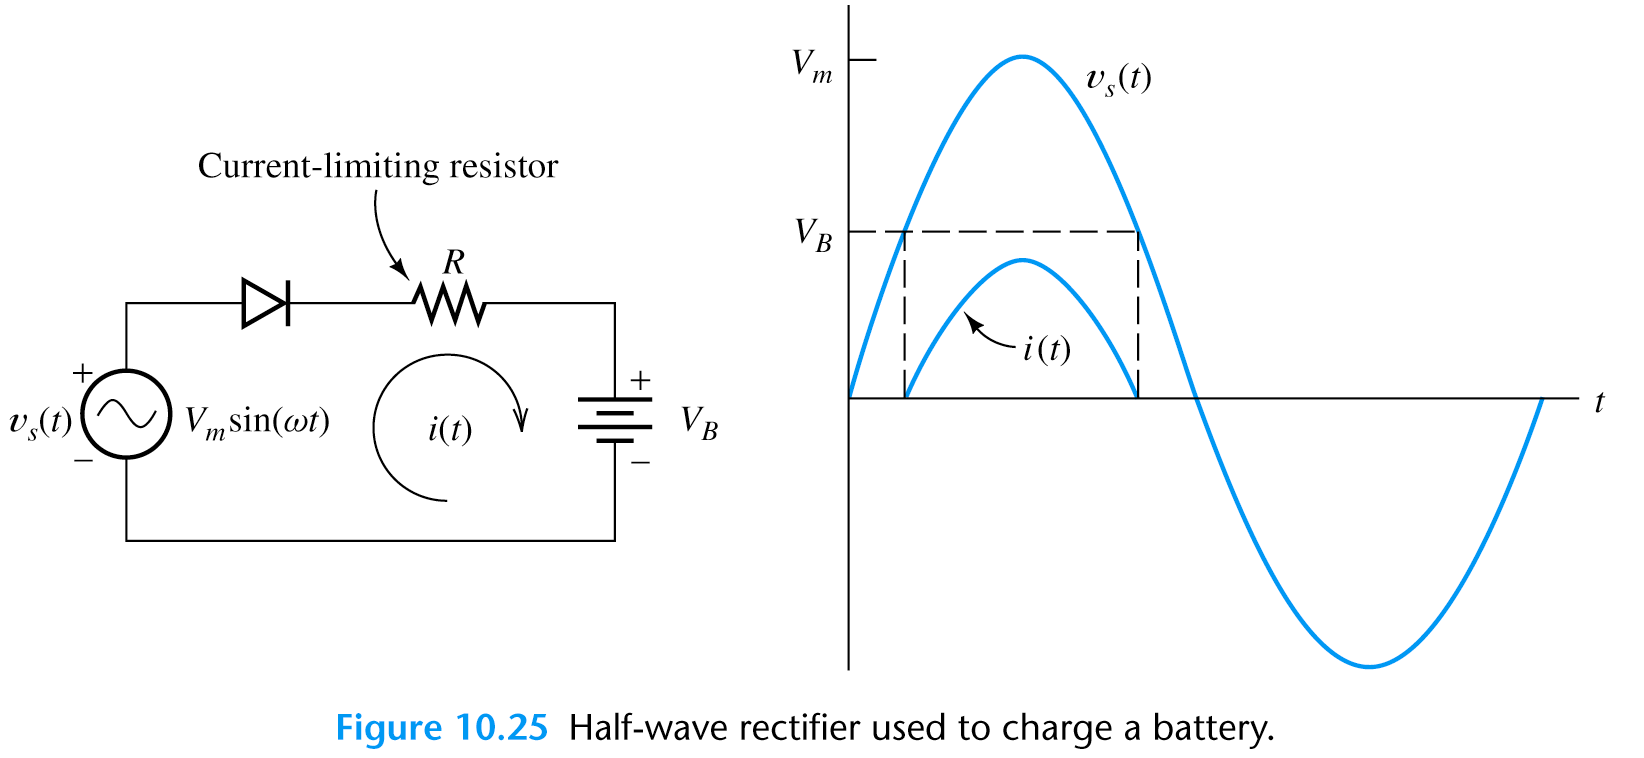 Current-limiting resistor
R
+
v_s(t)
−
V_m sin(ωt)
i(t)
+
V_B
−
V_m
v_s(t)
V_B
i(t)
t
Figure 10.25 Half-wave rectifier used to charge a battery.